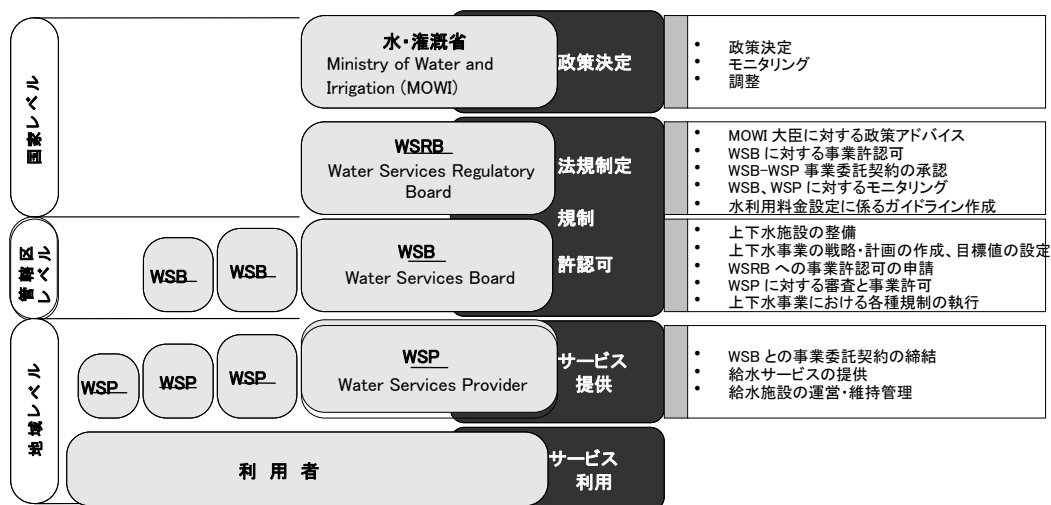 国家レベル
水・潅漑省
Ministry of Water and
Irrigation (MOWI)
政策決定
• 政策決定
• モニタリング
• 調整
WSRB
Water Services Regulatory
Board
法規制定
規制
• MOWI 大臣に対する政策アドバイス
• WSB に対する事業許認可
• WSB-WSP 事業委託契約の承認
• WSB、WSP に対するモニタリング
• 水利用料金設定に係るガイドライン作成
管轄区
レベル
WSB
WSB
WSB
Water Services Board
許認可
• 上下水施設の整備
• 上下水事業の戦略・計画の作成、目標値の設定
• WSRB への事業許認可の申請
• WSP に対する審査と事業許可
• 上下水事業における各種規制の執行
地域レベル
WSP
WSP
WSP
WSP
Water Services Provider
サービス
提供
• WSB との事業委託契約の締結
• 給水サービスの提供
• 給水施設の運営・維持管理
利 用 者
サービス
利用